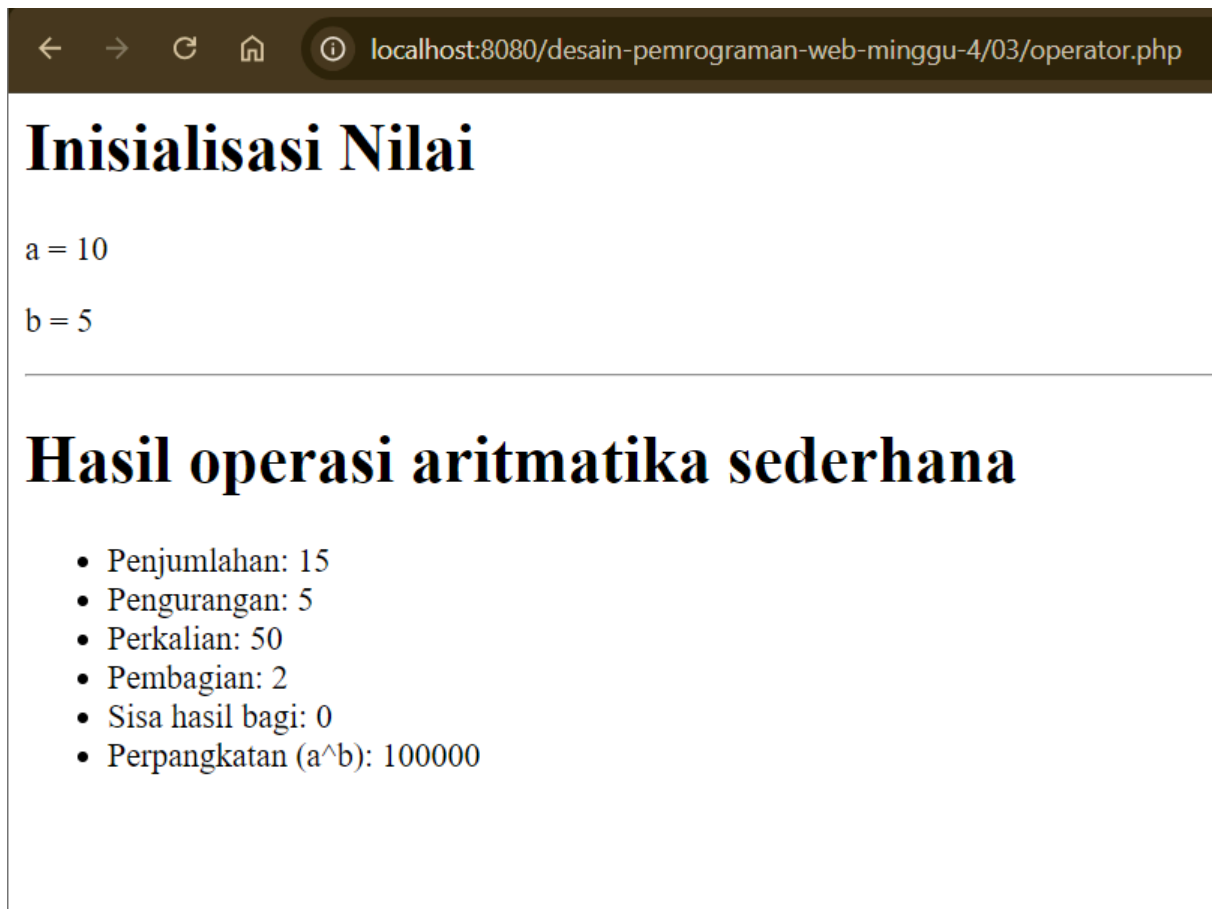 localhost:8080/desain-pemrograman-web-minggu-4/03/operator.php
Inisialisasi Nilai
a = 10
b = 5
Hasil operasi aritmatika sederhana
• Penjumlahan: 15
• Pengurangan: 5
• Perkalian: 50
• Pembagian: 2
• Sisa hasil bagi: 0
• Perpangkatan (a^b): 100000